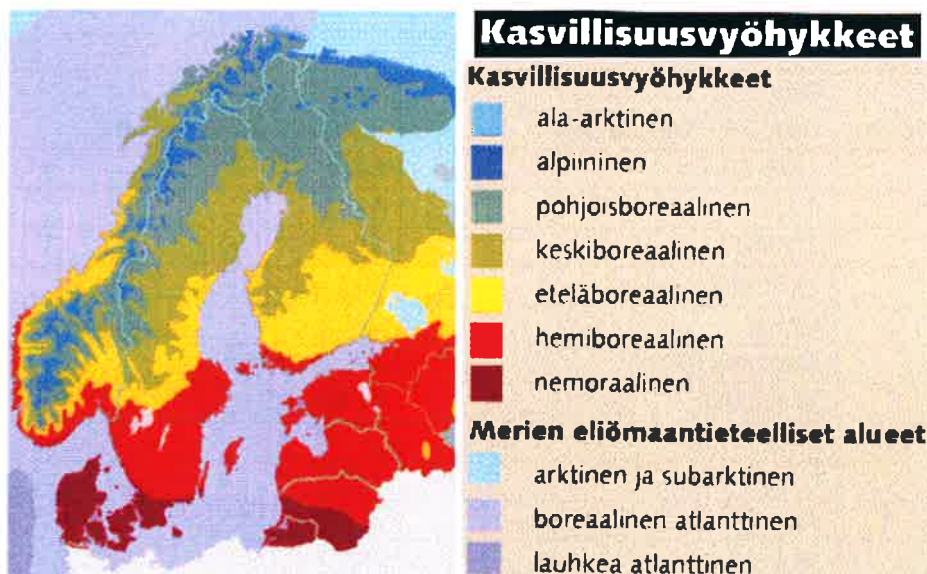 Kasvillisuusvyöhykkeet
Kasvillisuusvyöhykkeet
ala-arktinen
alpiininen
pohjoisboreaalinen
keskiboreaalinen
eteläboreaalinen
hemiboreaalinen
nemoraalinen
Merien eliömaantieteelliset alueet
arktinen ja subarktinen
boreaalinen atlanttinen
lauhkea atlanttinen